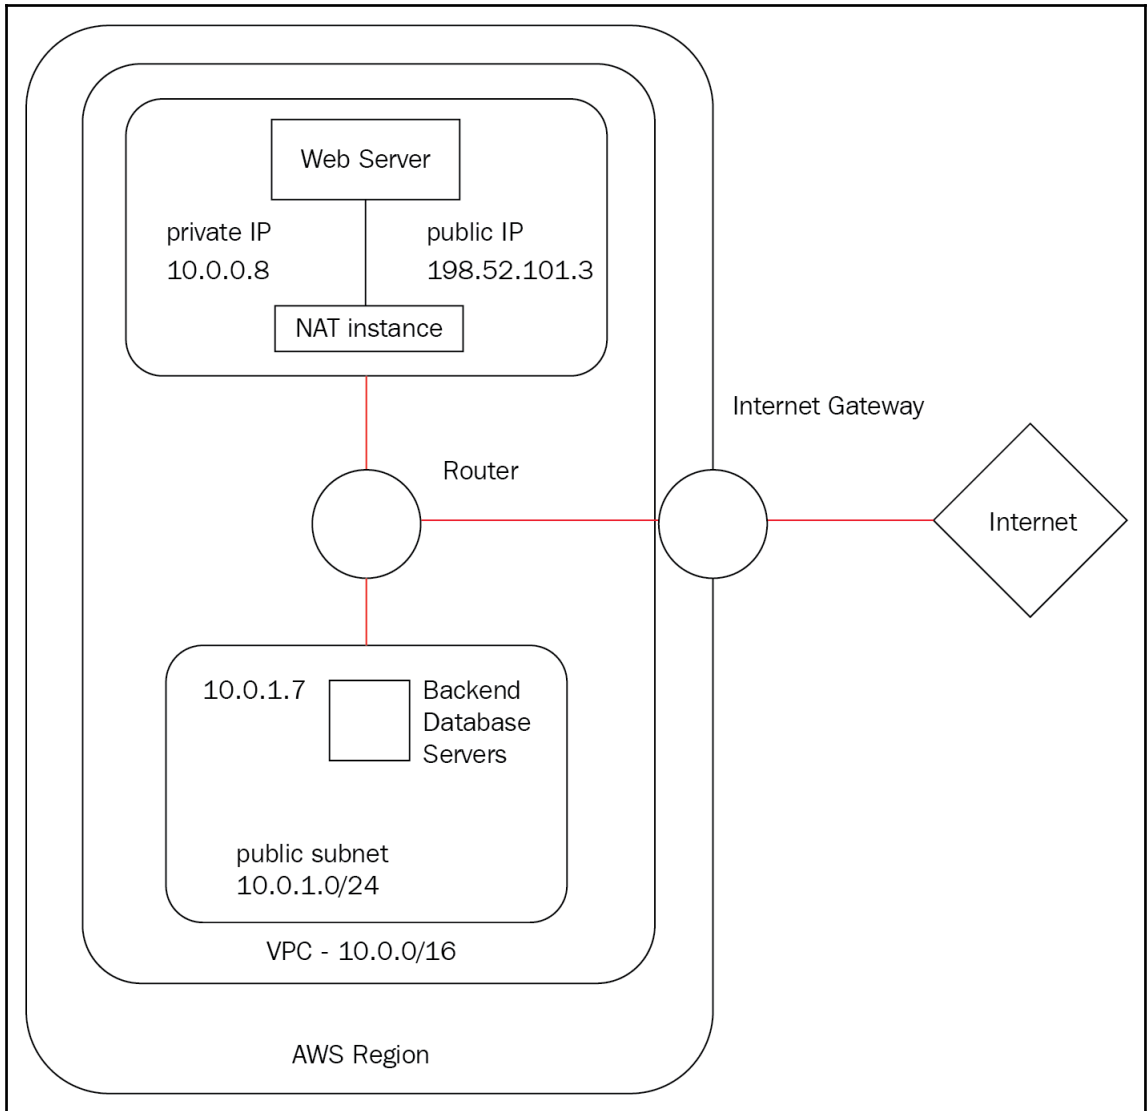 Web Server
private IP
10.0.0.8
public IP
198.52.101.3
NAT instance
Internet Gateway
Router
Internet
10.0.1.7
Backend
Database
Servers
public subnet
10.0.1.0/24
VPC - 10.0.0/16
AWS Region